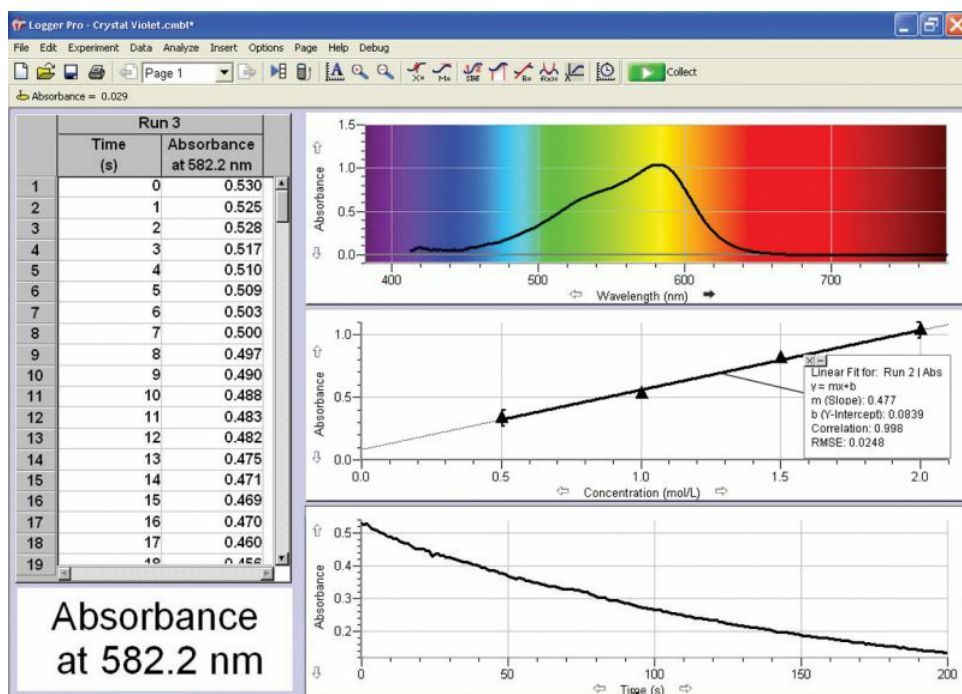 Logger Pro - Crystal Violet.cmbl*
File Edit Experiment Data Analyze Insert Options Page Help Debug
Page 1
Collect
Absorbance = 0.029
Run 3
Time
(s)
Absorbance
at 582.2 nm
1 0 0.530
2 1 0.525
3 2 0.528
4 3 0.517
5 4 0.510
6 5 0.509
7 6 0.503
8 7 0.500
9 8 0.497
10 9 0.490
11 10 0.488
12 11 0.483
13 12 0.482
14 13 0.475
15 14 0.471
16 15 0.469
17 16 0.470
18 17 0.460
19 18 0.456
Absorbance
at 582.2 nm
Absorbance
1.5
1.0
0.5
0.0
400 500 600 700
Wavelength (nm)
Absorbance
1.0
0.5
0.0
0.0 0.5 1.0 1.5 2.0
Concentration (mol/L)
Linear Fit for: Run 2 | Abs
y = mx+b
m (Slope): 0.477
b (Y-Intercept): 0.0839
Correlation: 0.998
RMSE: 0.0248
Absorbance
0.5
0.4
0.3
0.2
0 50 100 150 200
Time (s)